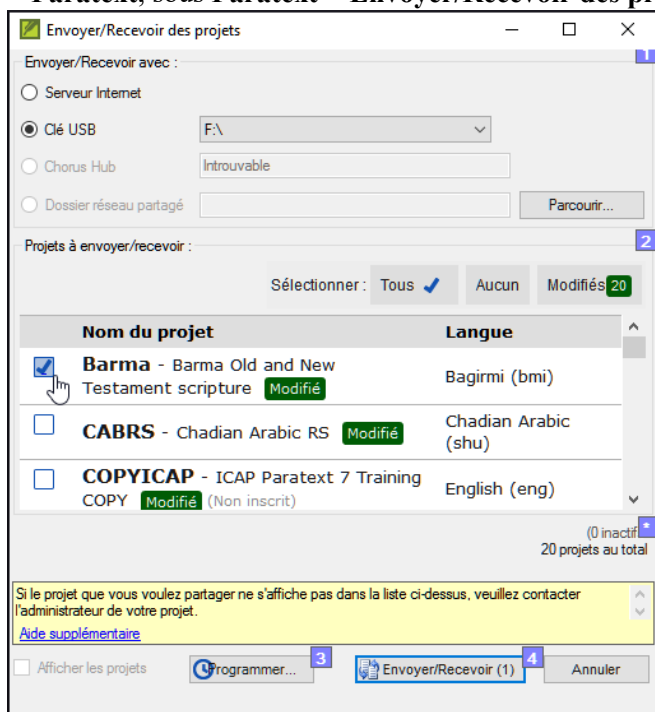 Paratext, sous Paratext > Envoyer/Recevoir des pr
Envoyer/Recevoir des projets
1
Envoyer/Recevoir avec :
Serveur Internet
Clé USB F:\
Chorus Hub Introuvable
Dossier réseau partagé Parcourir...
2
Projets à envoyer/recevoir :
Sélectionner : Tous Aucun Modifiés 20
Nom du projet Langue
Barma - Barma Old and New
Testament scripture Modifié
Bagirmi (bmi)
CABRS - Chadian Arabic RS Modifié
Chadian Arabic
(shu)
COPYICAP - ICAP Paratext 7 Training
COPY Modifié (Non inscrit)
English (eng)
(0 inactif *
20 projets au total
Si le projet que vous voulez partager ne s'affiche pas dans la liste ci-dessus, veuillez contacter
l'administrateur de votre projet.
Aide supplémentaire
Afficher les projets Programmer... 3 Envoyer/Recevoir (1) 4 Annuler